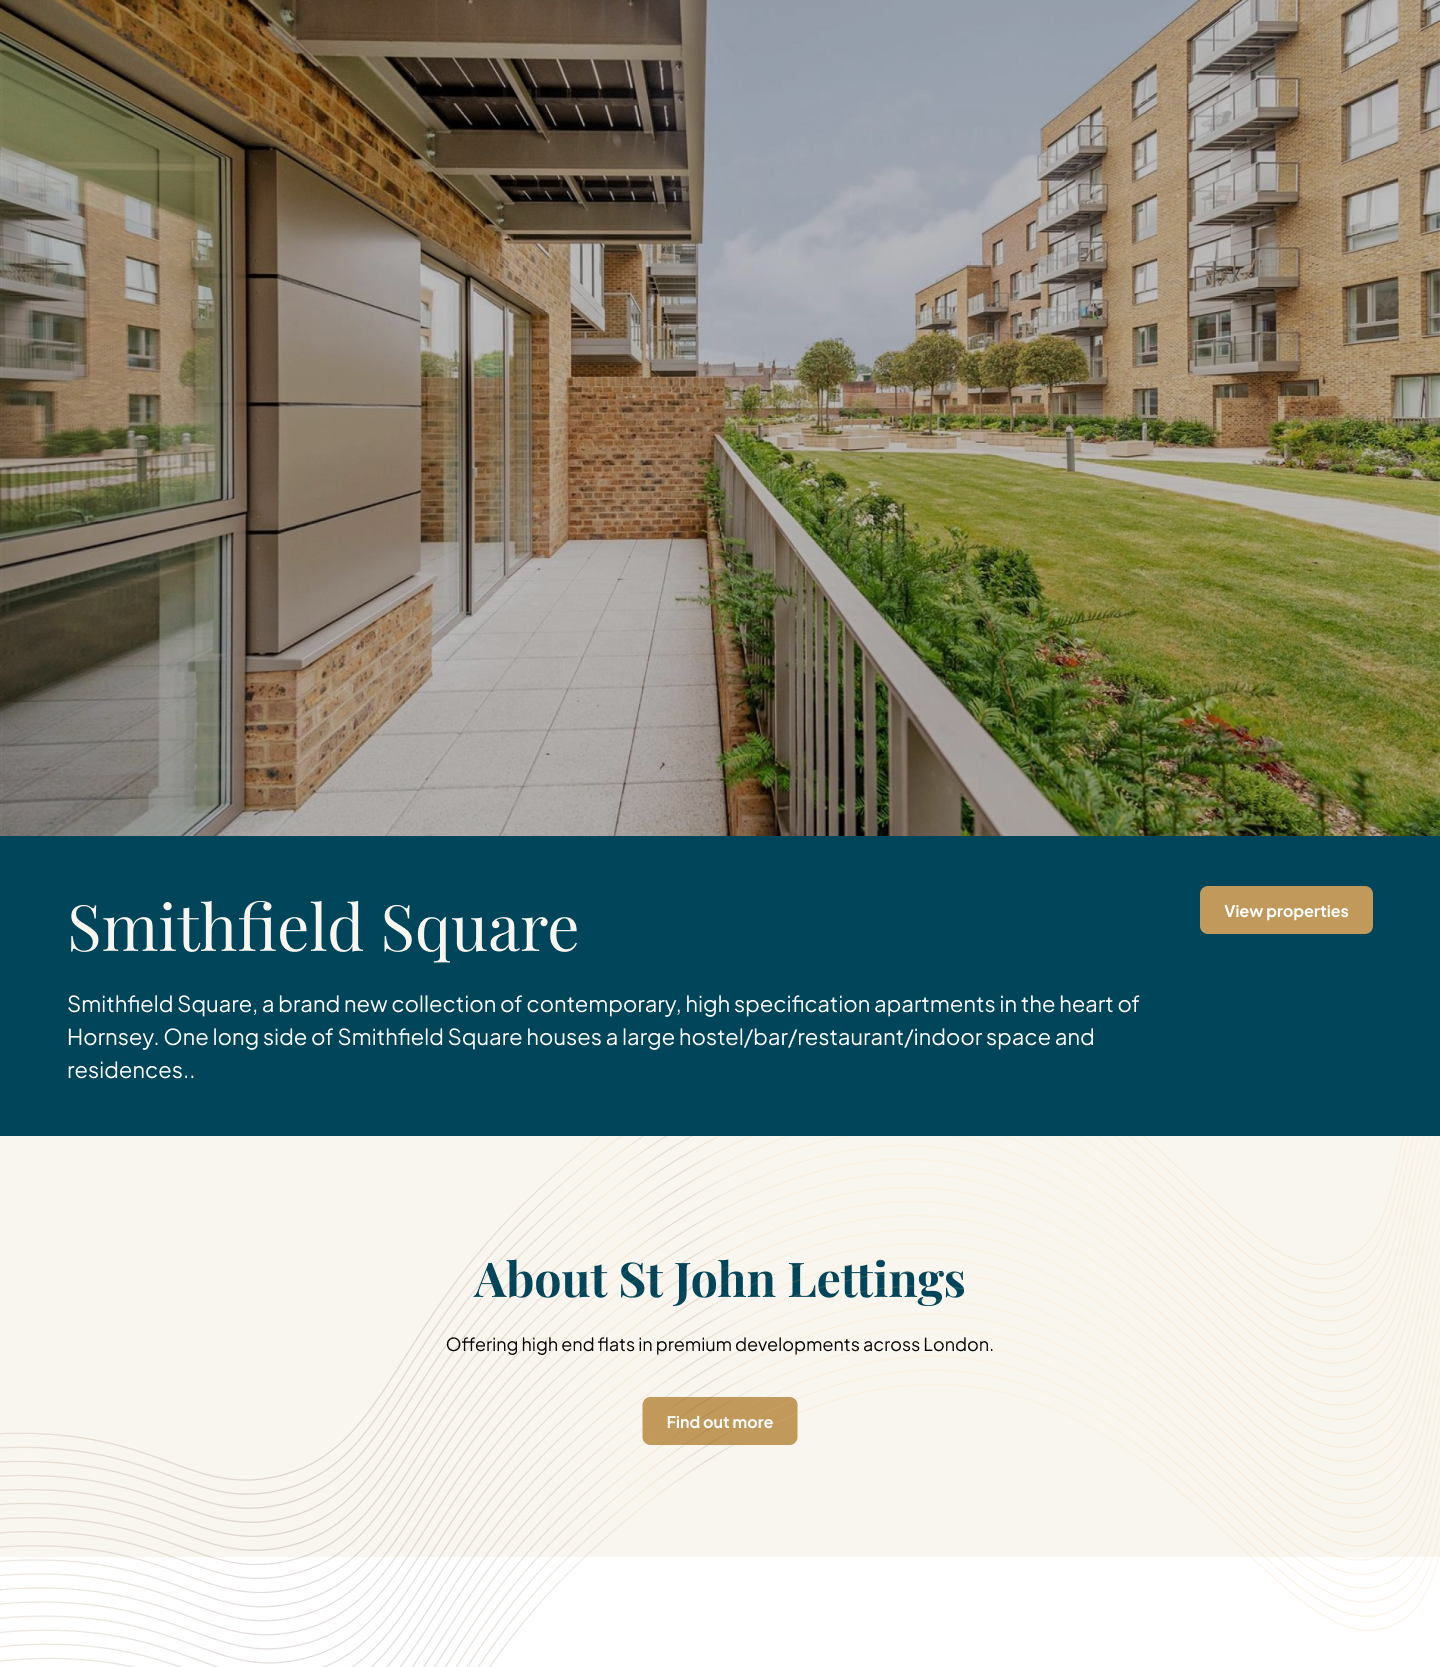 Smithfield Square
View properties
Smithfield Square, a brand new collection of contemporary, high specification apartments in the heart of
Hornsey. One long side of Smithfield Square houses a large hostel/bar/restaurant/indoor space and
residences..
About St John Lettings
Offering high end flats in premium developments across London.
Find out more